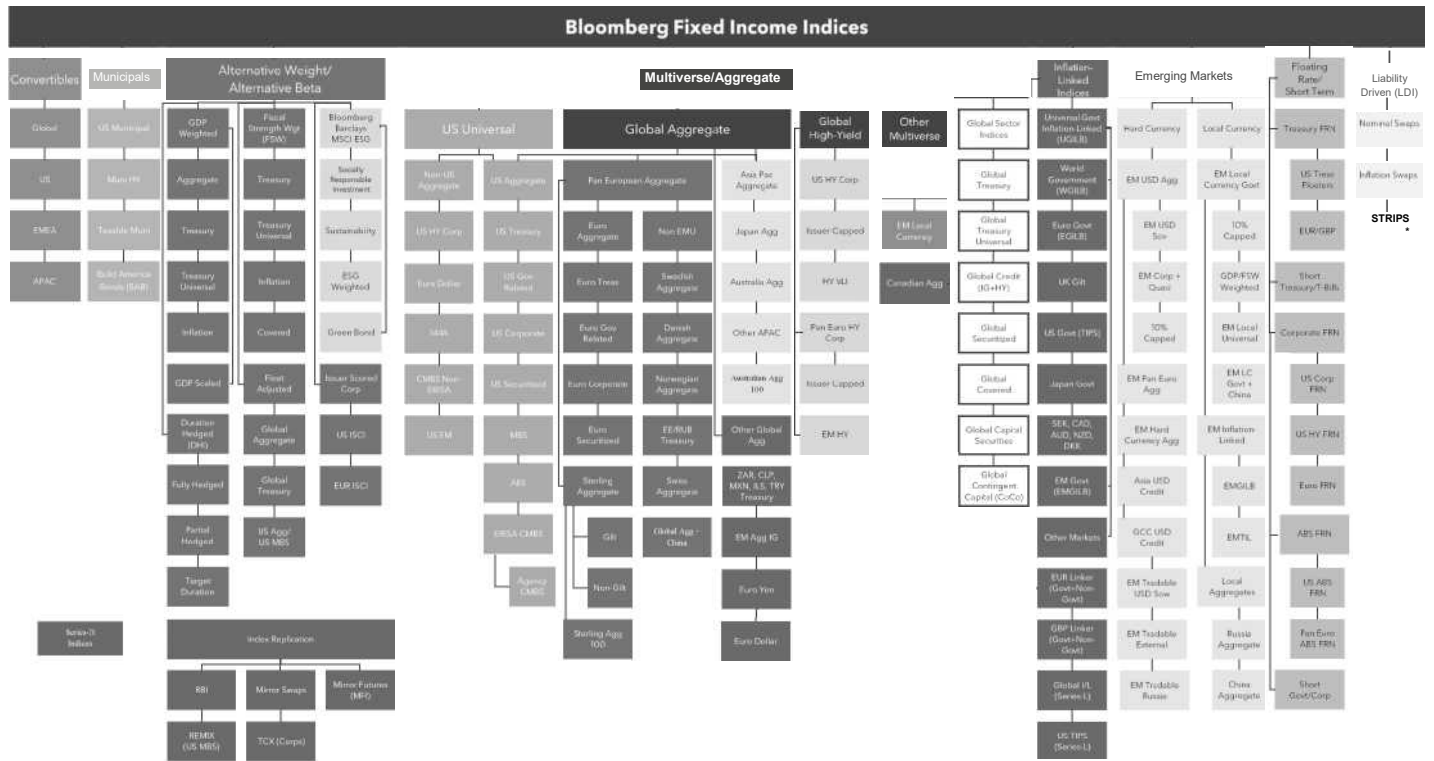 Bloomberg Fixed Income Indices
Convertibles
Global
US
EMEA
APAC
Municipals
US Municipal
Muni HY
Taxable Muni
Build America
Bonds (BAB)
Alternative Weight/
Alternative Beta
GDP
Weighted
Aggregate
Treasury
Treasury
Universal
Inflation
GDP Scaled
Duration
Hedged
(DH)
Fully Hedged
Partial
Hedged
Target
Duration
Fiscal
Strength Wgt
(FSW)
Treasury
Treasury
Universal
Inflation
Covered
Float
Adjusted
Global
Aggregate
Global
Treasury
US Agg/
US MBS
Bloomberg
Barclays
MSCI ESG
Socially
Responsible
Investment
Sustainability
ESG
Weighted
Green Bond
Issuer Scored
Corp
US ISCI
EUR ISCI
Series-
Indices
Index Replication
RBI
REMIX
(US MBS)
Mirror Swaps
TCX (Corps)
Mirror Futures
(MFI)
Multiverse/Aggregate
US Universal
Non-US
Aggregate
US HY Corp
Euro Dollar
144A
CMBS Non-
ERISA
US EM
US Aggregate
US Treasury
US Gov
Related
US Corporate
US Securitized
MBS
ABS
ERISA CMBS
Agency
CMBS
Global Aggregate
Pan European Aggregate
Euro
Aggregate
Euro Treas
Euro Gov
Related
Euro Corporate
Euro
Securitized
Sterling
Aggregate
Gilt
Non-Gilt
Sterling Agg
100
Non EMU
Swedish
Aggregate
Danish
Aggregate
Norwegian
Aggregate
EE/RUB
Treasury
Swiss
Aggregate
Global Agg -
China
Asia Pac
Aggregate
Japan Agg
Australia Agg
Other APAC
Australian Agg
100
Other Global
Agg
ZAR, CLP,
MXN, ILS, TRY
Treasury
EM Agg IG
Euro Yen
Euro Dollar
Global
High-Yield
US HY Corp
Issuer Capped
HY VLI
Pan Euro HY
Corp
Issuer Capped
EM HY
Other
Multiverse
EM Local
Currency
Canadian Agg
Global Sector
Indices
Global
Treasury
Global
Treasury
Universal
Global Credit
(IG+HY)
Global
Securitized
Global
Covered
Global Capital
Securities
Global
Contingent
Capital (CoCo)
Inflation-
Linked
Indices
Universal Govt
Inflation-Linked
(UGILB)
World
Government
(WGILB)
Euro Govt
(EGILB)
UK Gilt
US Govt (TIPS)
Japan Govt
SEK, CAD,
AUD, NZD,
DKK
EM Govt
(EMGILB)
Other Markets
EUR Linker
(Govt+Non-
Govt)
GBP Linker
(Govt+Non-
Govt)
Global I/L
(Series-L)
US TIPS
(Series-L)
Emerging Markets
Hard Currency
EM USD Agg
EM USD
Sov
EM Corp +
Quasi
10%
Capped
EM Pan Euro
Agg
EM Hard
Currency Agg
Asia USD
Credit
GCC USD
Credit
EM Tradable
USD Sov
EM Tradable
External
EM Tradable
Russia
Local Currency
EM Local
Currency Govt
10%
Capped
GDP/FSW
Weighted
EM Local
Universal
EM LC
Govt +
China
EM Inflation-
Linked
EMGILB
EMTIL
Local
Aggregates
Russia
Aggregate
China
Aggregate
Floating
Rate/
Short Term
Treasury FRN
US Treas
Floaters
EUR/GBP
Short
Treasury/T-Bills
Corporate FRN
US Corp
FRN
US HY FRN
Euro FRN
ABS FRN
US ABS
FRN
Pan Euro
ABS FRN
Short
Govt/Corp
Liability
Driven (LDI)
Nominal Swaps
Inflation Swaps
STRIPS
*